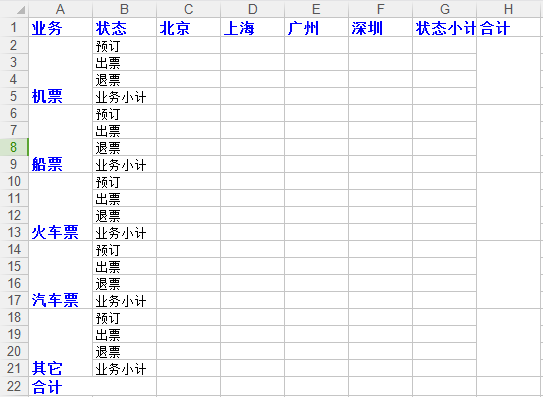 A B C D E F G H
1 业务 状态 北京 上海 广州 深圳 状态小计 合计
2 预订
3 出票
4 退票
5 机票 业务小计
6 预订
7 出票
8 退票
9 船票 业务小计
10 预订
11 出票
12 退票
13 火车票 业务小计
14 预订
15 出票
16 退票
17 汽车票 业务小计
18 预订
19 出票
20 退票
21 其它 业务小计
22 合计